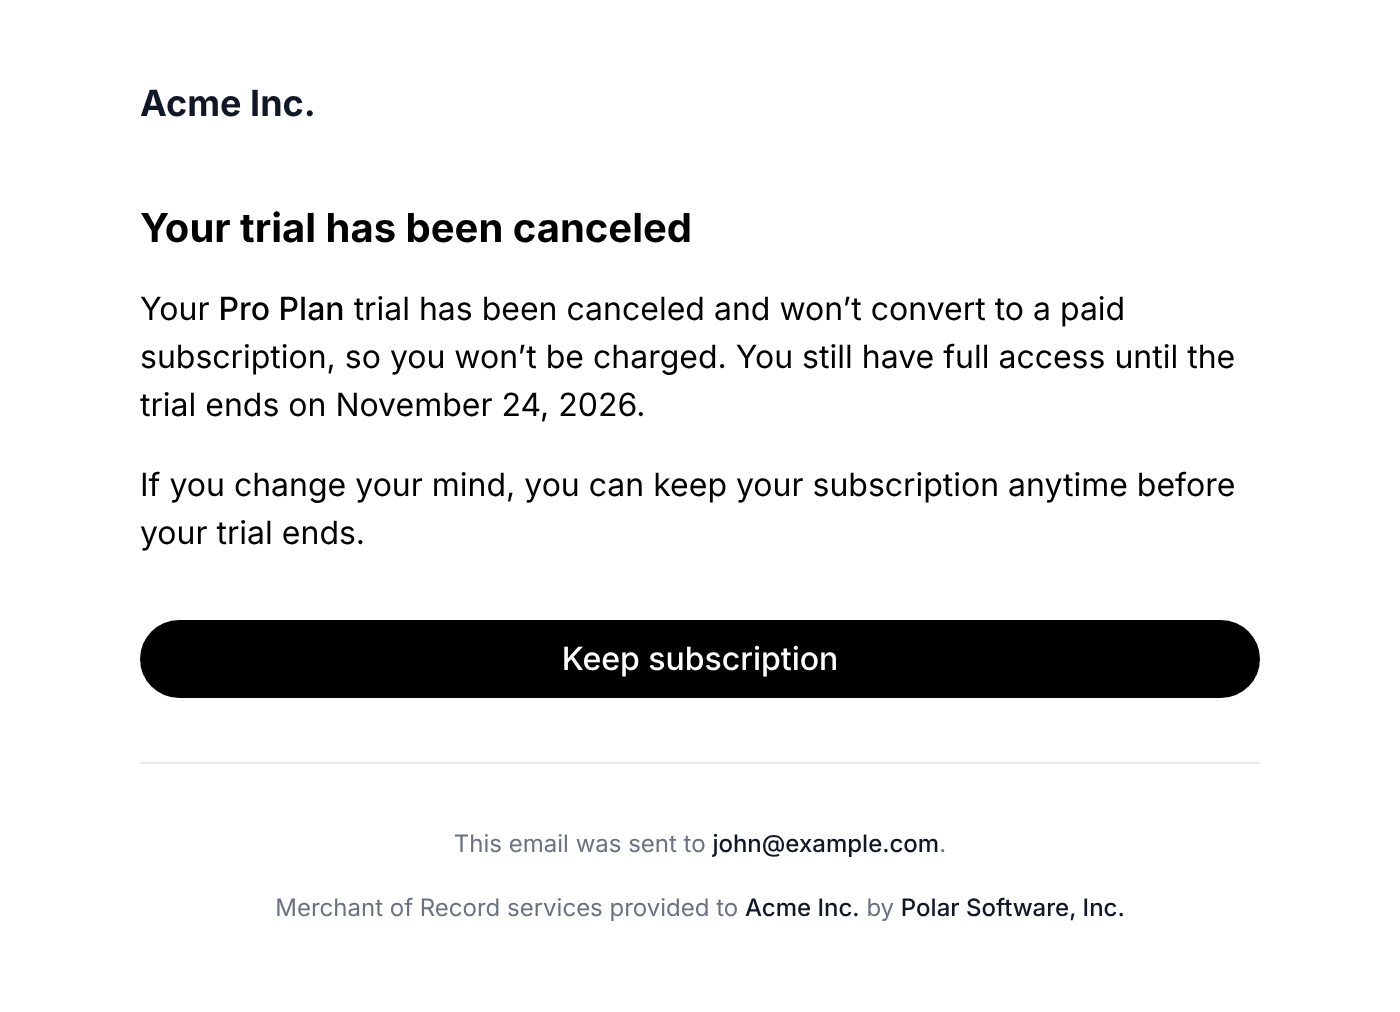 Acme Inc.
Your trial has been canceled
Your Pro Plan trial has been canceled and won’t convert to a paid
subscription, so you won’t be charged. You still have full access until the
trial ends on November 24, 2026.
If you change your mind, you can keep your subscription anytime before
your trial ends.
Keep subscription
This email was sent to john@example.com.
Merchant of Record services provided to Acme Inc. by Polar Software, Inc.